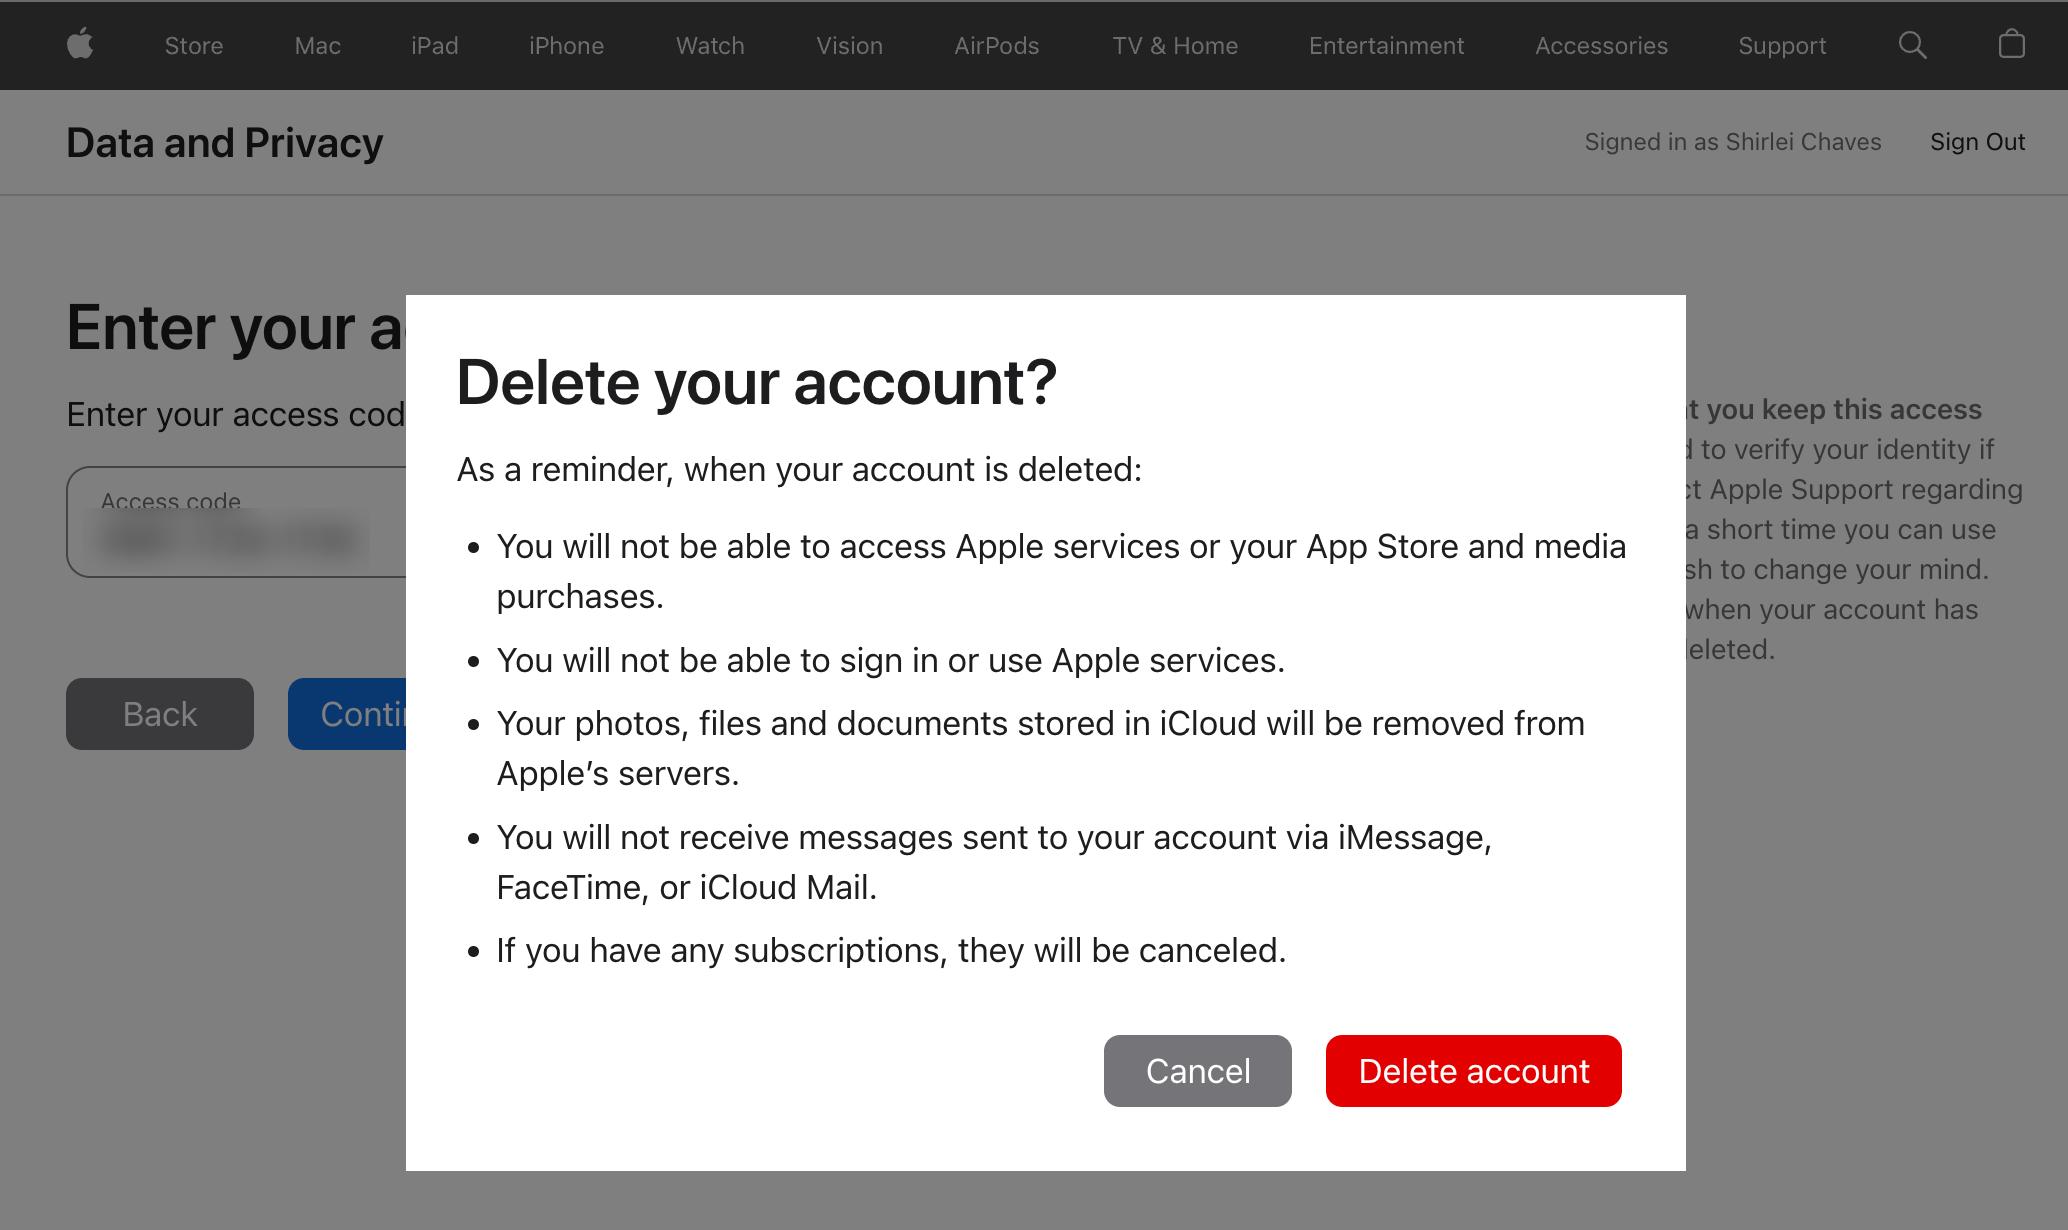 Store Mac iPad iPhone Watch Vision AirPods TV & Home Entertainment Accessories Support
Data and Privacy
Signed in as Shirlei Chaves Sign Out
Enter your a
Enter your access cod
Access code
Back
Conti
t you keep this access
d to verify your identity if
ct Apple Support regarding
a short time you can use
sh to change your mind.
when your account has
eleted.
Delete your account?
As a reminder, when your account is deleted:
• You will not be able to access Apple services or your App Store and media
purchases.
• You will not be able to sign in or use Apple services.
• Your photos, files and documents stored in iCloud will be removed from
Apple’s servers.
• You will not receive messages sent to your account via iMessage,
FaceTime, or iCloud Mail.
• If you have any subscriptions, they will be canceled.
Cancel
Delete account